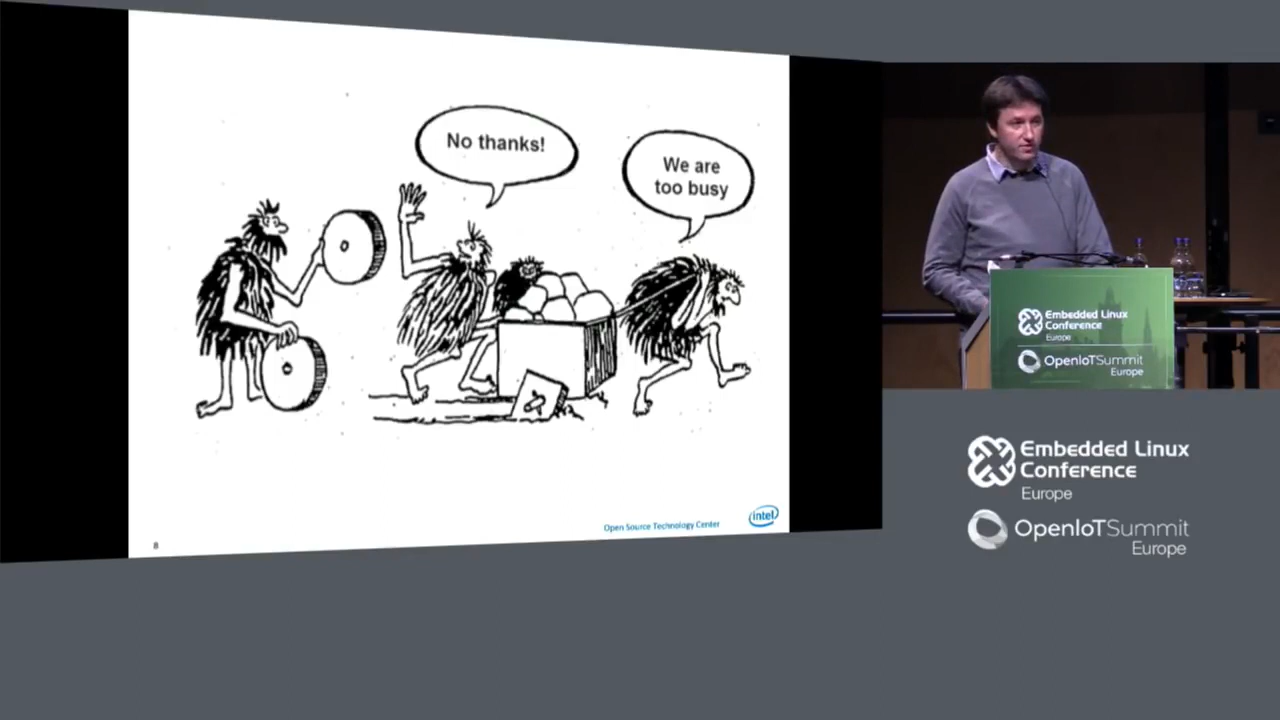 No thanks!
We are
too busy
Open Source Technology Center
intel
8
Embedded Linux
Conference
Europe
OpenIoTSummit
Europe
Embedded Linux
Conference
Europe
OpenIoTSummit
Europe